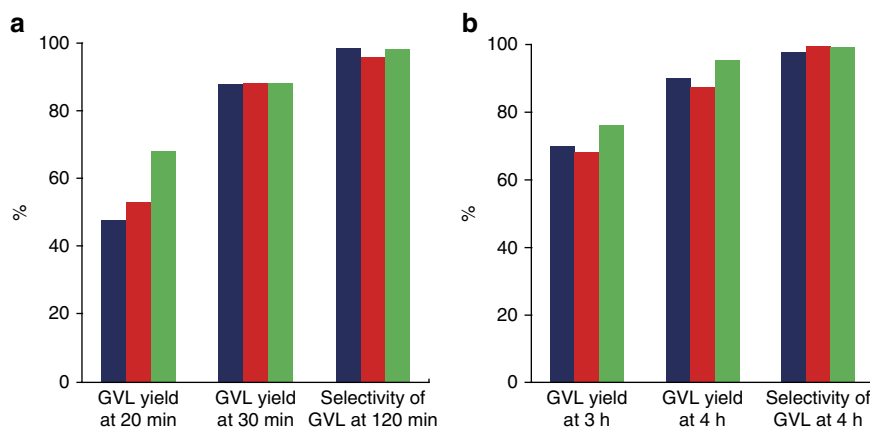 a
100
80
60
40
20
0
%
GVL yield
at 20 min
GVL yield
at 30 min
Selectivity of
GVL at 120 min
b
100
80
60
40
20
0
%
GVL yield
at 3 h
GVL yield
at 4 h
Selectivity of
GVL at 4 h